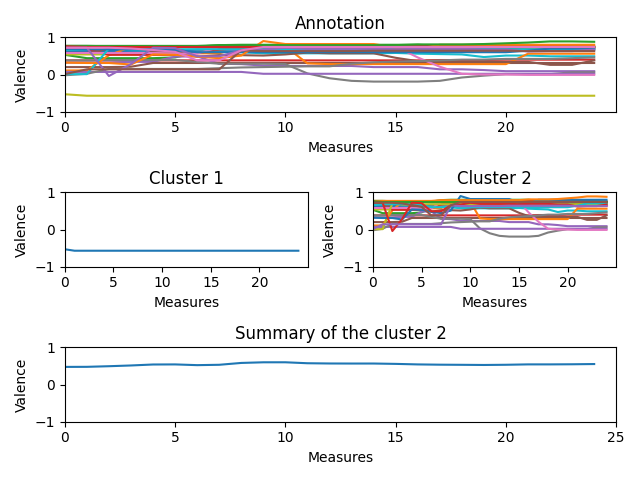 Annotation
Valence
1
0
−1
0 5 10 15 20
Measures
Cluster 1
Cluster 2
Valence
1
0
−1
0 5 10 15 20
Measures
Valence
1
0
−1
0 5 10 15 20
Measures
Summary of the cluster 2
Valence
1
0
−1
0 5 10 15 20 25
Measures